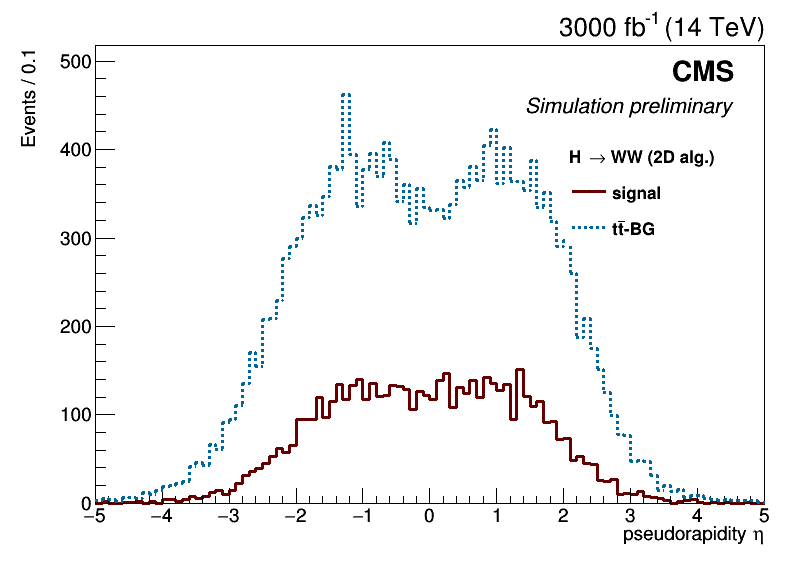 3000 fb⁻¹ (14 TeV)
Events / 0.1
500
400
300
200
100
0
CMS
Simulation preliminary
H → WW (2D alg.)
signal
tt̄-BG
−5 −4 −3 −2 −1 0 1 2 3 4 5
pseudorapidity η